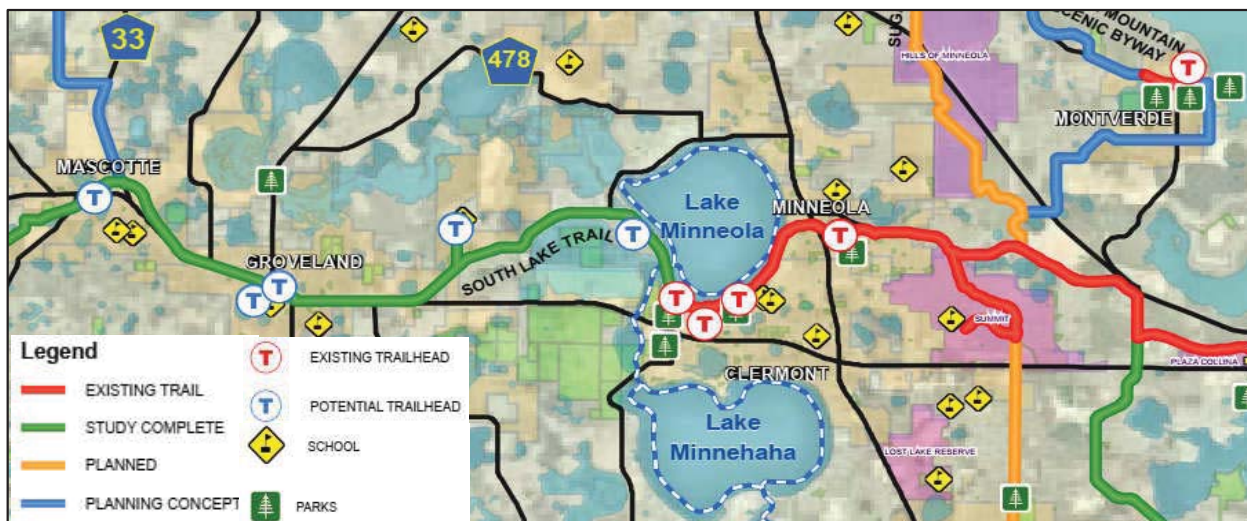 33
478
SUG
HILLS OF MINNEOLA
MOUNTAIN
SCENIC BYWAY
MONTVERDE
MASCOTTE
Lake
Minneola
MINNEOLA
GROVELAND
SOUTH LAKE TRAIL
SUMMIT
PLAZA COLLINA
CLERMONT
Lake
Minnehaha
LOST LAKE RESERVE
Legend
EXISTING TRAIL
STUDY COMPLETE
PLANNED
PLANNING CONCEPT
T EXISTING TRAILHEAD
T POTENTIAL TRAILHEAD
SCHOOL
PARKS
T
T
T
T
T
T
T
T
T
T